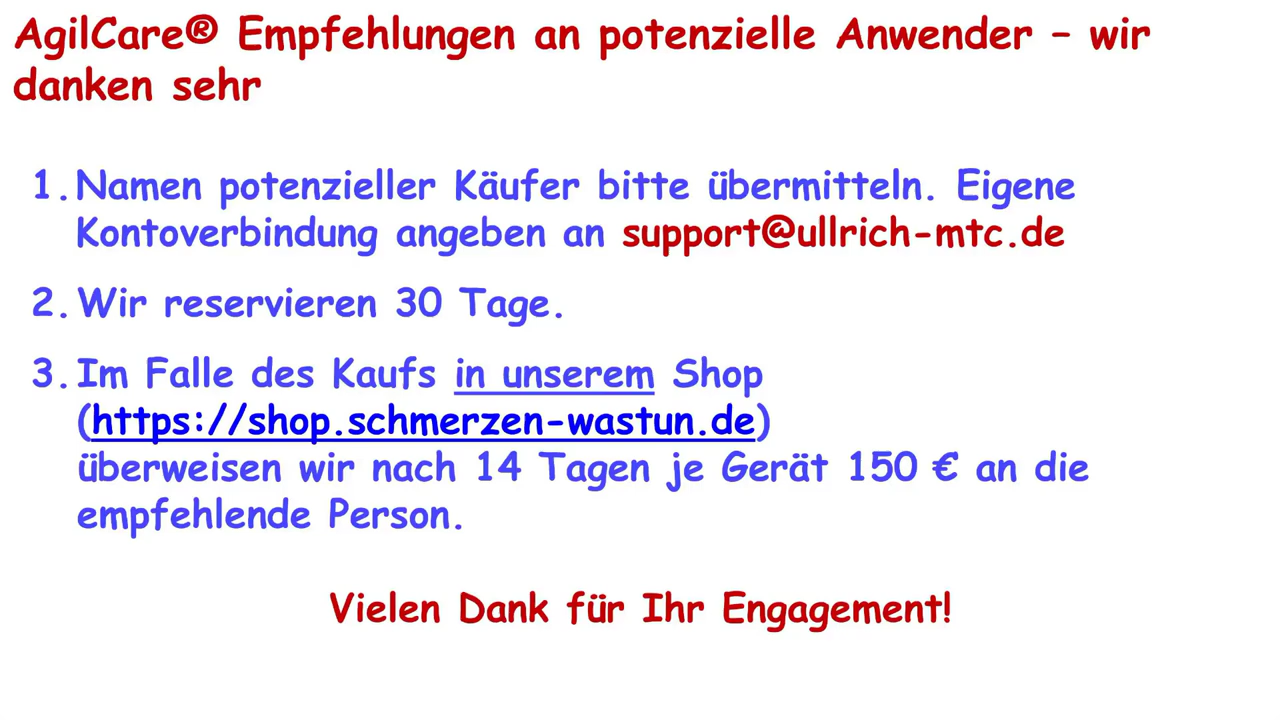 AgilCare® Empfehlungen an potenzielle Anwender – wir
danken sehr
1. Namen potenzieller Käufer bitte übermitteln. Eigene
Kontoverbindung angeben an support@ullrich-mtc.de
2. Wir reservieren 30 Tage.
3. Im Falle des Kaufs in unserem Shop
(https://shop.schmerzen-wastun.de)
überweisen wir nach 14 Tagen je Gerät 150 € an die
empfehlende Person.
Vielen Dank für Ihr Engagement!